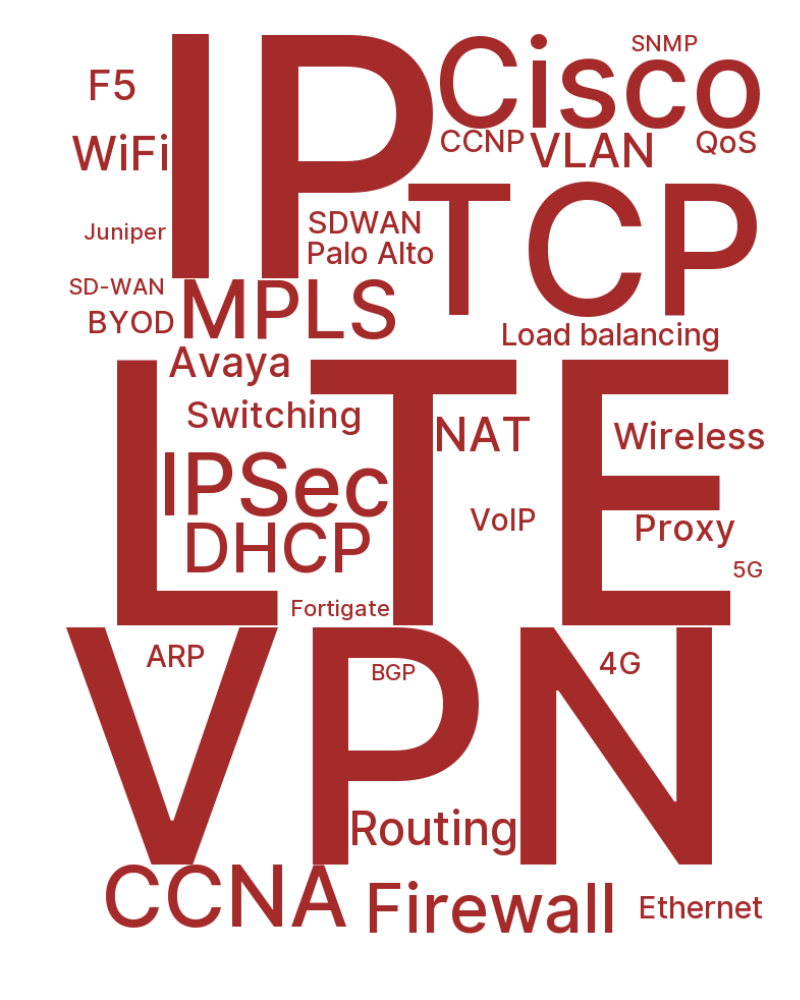 IP
Cisco
SNMP
F5
WiFi
CCNP
VLAN
QoS
TCP
Juniper
SDWAN
Palo Alto
SD-WAN
BYOD
MPLS
Load balancing
Avaya
LTE
Switching
NAT
Wireless
IPSec
VoIP
Proxy
DHCP
5G
Fortigate
VPN
ARP
BGP
4G
Routing
CCNA
Firewall
Ethernet